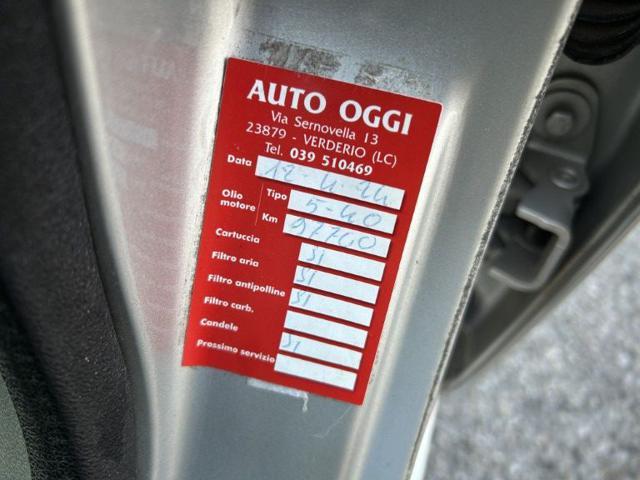 AUTO OGGI
Via Sernovella 13
23879 - VERDERIO (LC)
Tel. 039 510469
Data 12-4-24
Olio motore Tipo 5-40
Km
Cartuccia SI
Filtro aria SI
Filtro antipolline SI
Filtro carb.
Candele SI
Prossimo servizio